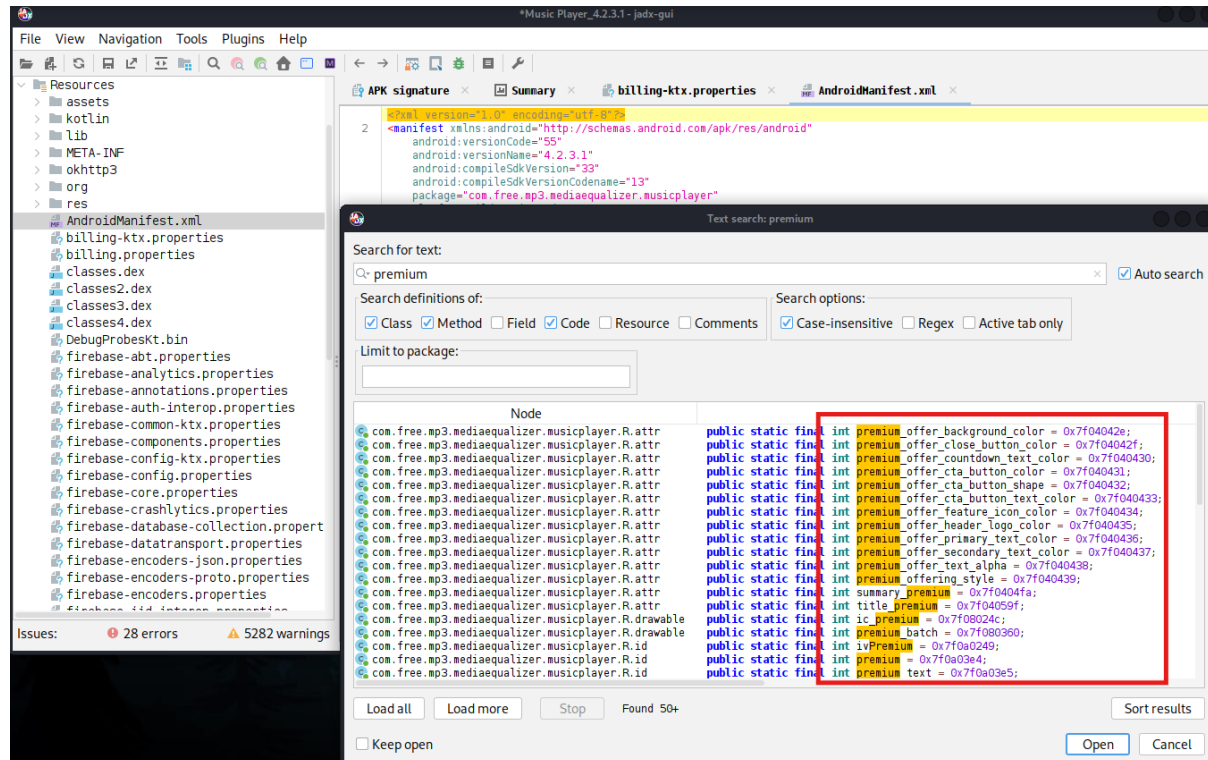 *Music Player_4.2.3.1 - jadx-gui
File View Navigation Tools Plugins Help
Resources
assets
kotlin
lib
META-INF
okhttp3
org
res
AndroidManifest.xml
billing-ktx.properties
billing.properties
classes.dex
classes2.dex
classes3.dex
classes4.dex
DebugProbesKt.bin
firebase-abt.properties
firebase-analytics.properties
firebase-annotations.properties
firebase-auth-interop.properties
firebase-common-ktx.properties
firebase-components.properties
firebase-config-ktx.properties
firebase-config.properties
firebase-core.properties
firebase-crashlytics.properties
firebase-database-collection.propert
firebase-datatransport.properties
firebase-encoders-json.properties
firebase-encoders-proto.properties
firebase-encoders.properties
Issues: 28 errors 5282 warnings
APK signature Summary billing-ktx.properties AndroidManifest.xml
<?xml version="1.0" encoding="utf-8"?>
2 <manifest xmlns:android="http://schemas.android.com/apk/res/android"
android:versionCode="55"
android:versionName="4.2.3.1"
android:compileSdkVersion="33"
android:compileSdkVersionCodename="13"
package="com.free.mp3.mediaequalizer.musicplayer"
Text search: premium
Search for text:
premium Auto search
Search definitions of: Search options:
Class Method Field Code Resource Comments Case-insensitive Regex Active tab only
Limit to package:
Node
com.free.mp3.mediaequalizer.musicplayer.R.attr public static final int premium_offer_background_color = 0x7f04042e;
com.free.mp3.mediaequalizer.musicplayer.R.attr public static final int premium_offer_close_button_color = 0x7f04042f;
com.free.mp3.mediaequalizer.musicplayer.R.attr public static final int premium_offer_countdown_text_color = 0x7f040430;
com.free.mp3.mediaequalizer.musicplayer.R.attr public static final int premium_offer_cta_button_color = 0x7f040431;
com.free.mp3.mediaequalizer.musicplayer.R.attr public static final int premium_offer_cta_button_shape = 0x7f040432;
com.free.mp3.mediaequalizer.musicplayer.R.attr public static final int premium_offer_cta_button_text_color = 0x7f040433;
com.free.mp3.mediaequalizer.musicplayer.R.attr public static final int premium_offer_feature_icon_color = 0x7f040434;
com.free.mp3.mediaequalizer.musicplayer.R.attr public static final int premium_offer_header_logo_color = 0x7f040435;
com.free.mp3.mediaequalizer.musicplayer.R.attr public static final int premium_offer_primary_text_color = 0x7f040436;
com.free.mp3.mediaequalizer.musicplayer.R.attr public static final int premium_offer_secondary_text_color = 0x7f040437;
com.free.mp3.mediaequalizer.musicplayer.R.attr public static final int premium_offer_text_alpha = 0x7f040438;
com.free.mp3.mediaequalizer.musicplayer.R.attr public static final int premium_offering_style = 0x7f040439;
com.free.mp3.mediaequalizer.musicplayer.R.attr public static final int summary_premium = 0x7f0404fa;
com.free.mp3.mediaequalizer.musicplayer.R.attr public static final int title_premium = 0x7f04059f;
com.free.mp3.mediaequalizer.musicplayer.R.drawable public static final int ic_premium = 0x7f08024c;
com.free.mp3.mediaequalizer.musicplayer.R.drawable public static final int premium_batch = 0x7f080360;
com.free.mp3.mediaequalizer.musicplayer.R.id public static final int ivPremium = 0x7f0a0249;
com.free.mp3.mediaequalizer.musicplayer.R.id public static final int premium = 0x7f0a03e4;
com.free.mp3.mediaequalizer.musicplayer.R.id public static final int premium_text = 0x7f0a03e5;
Load all Load more Stop Found 50+ Sort results
Keep open Open Cancel